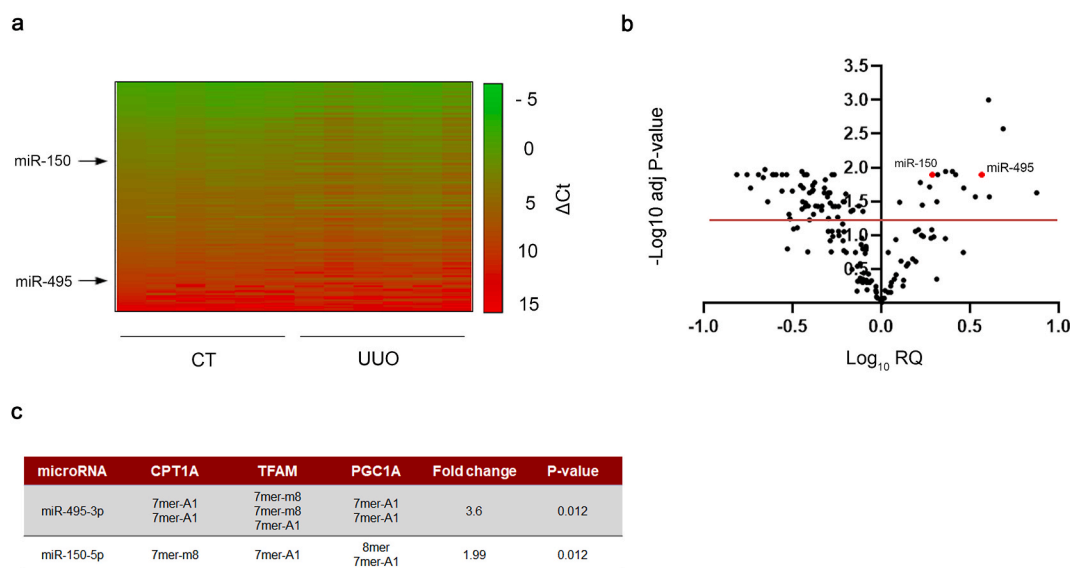 a
miR-150
miR-495
CT
UUO
- 5
0
5
10
15
ΔCt
b
3.5
3.0
2.5
2.0
1.5
1.0
0.5
-Log10 adj P-value
miR-150
miR-495
-1.0 -0.5 0.0 0.5 1.0
Log10 RQ
c
microRNA CPT1A TFAM PGC1A Fold change P-value
miR-495-3p 7mer-A1 7mer-A1 7mer-m8 7mer-m8 7mer-A1 7mer-A1 7mer-A1 3.6 0.012
miR-150-5p 7mer-m8 7mer-A1 8mer 7mer-A1 1.99 0.012